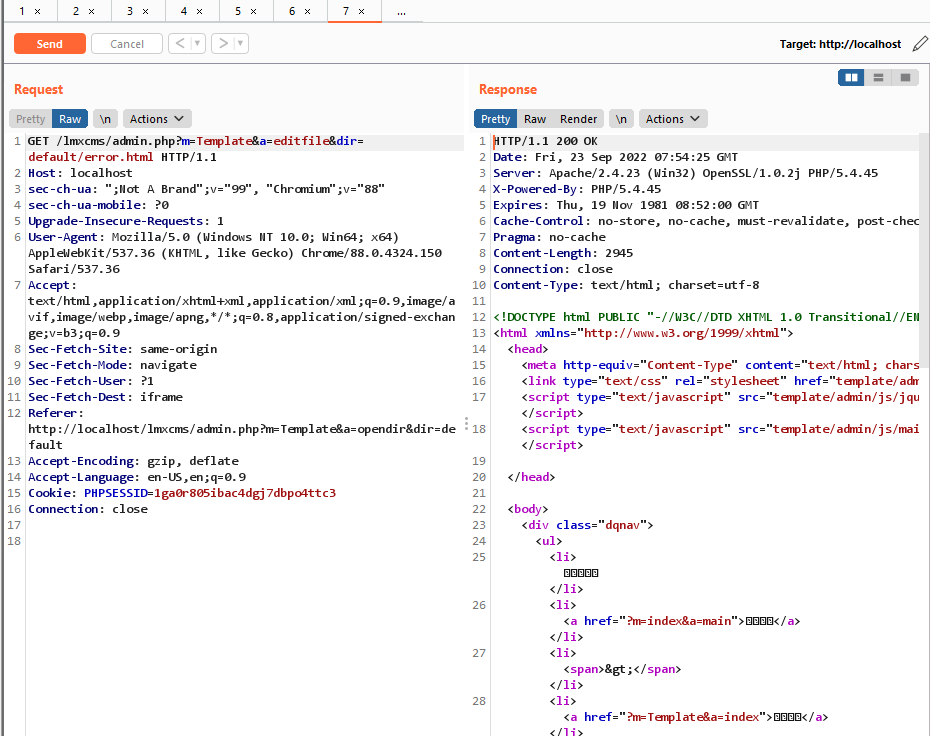 1 × 2 × 3 × 4 × 5 × 6 × 7 × ...
Send Cancel < >
Target: http://localhost
Request
Pretty Raw \n Actions
1 GET /lmxcms/admin.php?m=Template&a=editfile&dir=
default/error.html HTTP/1.1
2 Host: localhost
3 sec-ch-ua: ";Not A Brand";v="99", "Chromium";v="88"
4 sec-ch-ua-mobile: ?0
5 Upgrade-Insecure-Requests: 1
6 User-Agent: Mozilla/5.0 (Windows NT 10.0; Win64; x64)
AppleWebKit/537.36 (KHTML, like Gecko) Chrome/88.0.4324.150
Safari/537.36
7 Accept:
text/html,application/xhtml+xml,application/xml;q=0.9,image/a
vif,image/webp,image/apng,*/*;q=0.8,application/signed-exchan
ge;v=b3;q=0.9
8 Sec-Fetch-Site: same-origin
9 Sec-Fetch-Mode: navigate
10 Sec-Fetch-User: ?1
11 Sec-Fetch-Dest: iframe
12 Referer:
http://localhost/lmxcms/admin.php?m=Template&a=opendir&dir=de
fault
13 Accept-Encoding: gzip, deflate
14 Accept-Language: en-US,en;q=0.9
15 Cookie: PHPSESSID=1ga0r805ibac4dgj7dbpo4ttc3
16 Connection: close
17
18
Response
Pretty Raw Render \n Actions
1 HTTP/1.1 200 OK
2 Date: Fri, 23 Sep 2022 07:54:25 GMT
3 Server: Apache/2.4.23 (Win32) OpenSSL/1.0.2j PHP/5.4.45
4 X-Powered-By: PHP/5.4.45
5 Expires: Thu, 19 Nov 1981 08:52:00 GMT
6 Cache-Control: no-store, no-cache, must-revalidate, post-chec
7 Pragma: no-cache
8 Content-Length: 2945
9 Connection: close
10 Content-Type: text/html; charset=utf-8
11
12 <!DOCTYPE html PUBLIC "-//W3C//DTD XHTML 1.0 Transitional//EN
13 <html xmlns="http://www.w3.org/1999/xhtml">
14 <head>
15 <meta http-equiv="Content-Type" content="text/html; chars
16 <link type="text/css" rel="stylesheet" href="template/adm
17 <script type="text/javascript" src="template/admin/js/jqu
</script>
18 <script type="text/javascript" src="template/admin/js/mai
</script>
19
20 </head>
21
22 <body>
23 <div class="dqnav">
24 <ul>
25 <li>
</li>
26 <li>
<a href="?m=index&a=main"></a>
</li>
27 <li>
<span>&gt;</span>
</li>
28 <li>
<a href="?m=Template&a=index"></a>
</li>